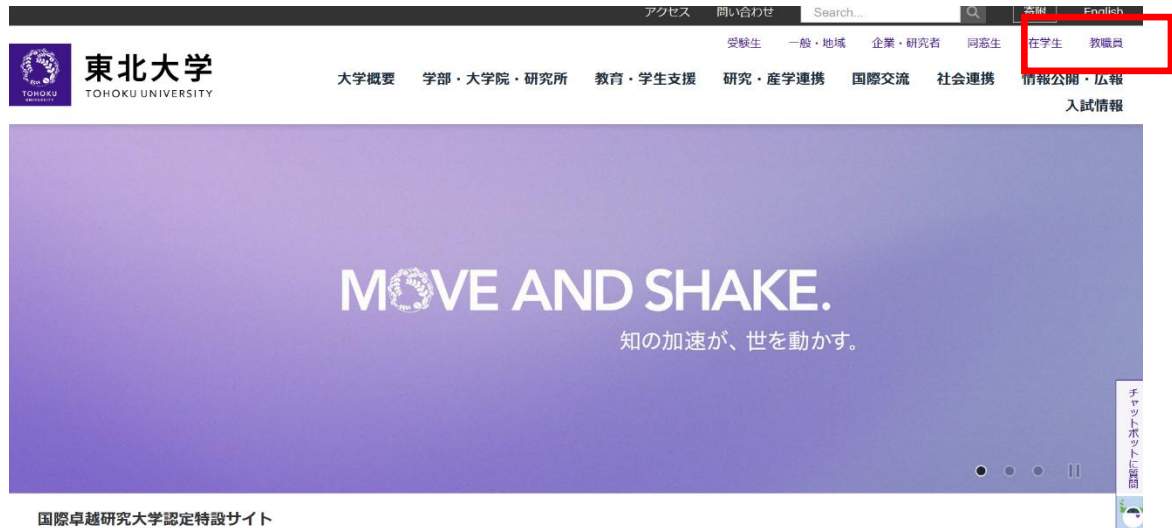 アクセス 問い合わせ Search... 寄附 English
受験生 一般・地域 企業・研究者 同窓生 在学生 教職員
東北大学
TOHOKU UNIVERSITY
TOHOKU
UNIVERSITY
大学概要 学部・大学院・研究所 教育・学生支援 研究・産学連携 国際交流 社会連携 情報公開・広報
入試情報
MOVE AND SHAKE.
知の加速が、世を動かす。
チャットボットに質問
国際卓越研究大学認定特設サイト